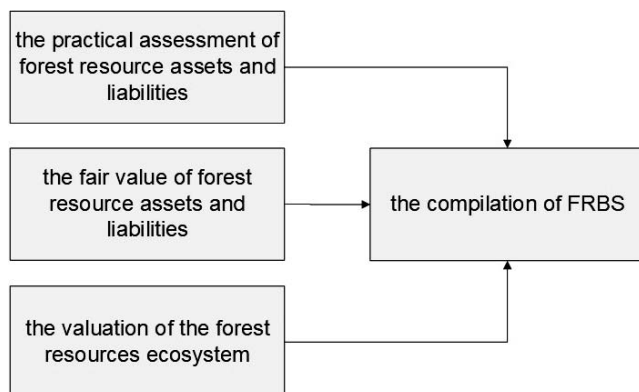 the practical assessment of
forest resource assets and
liabilities
the fair value of forest
resource assets and
liabilities
the compilation of FRBS
the valuation of the forest
resources ecosystem